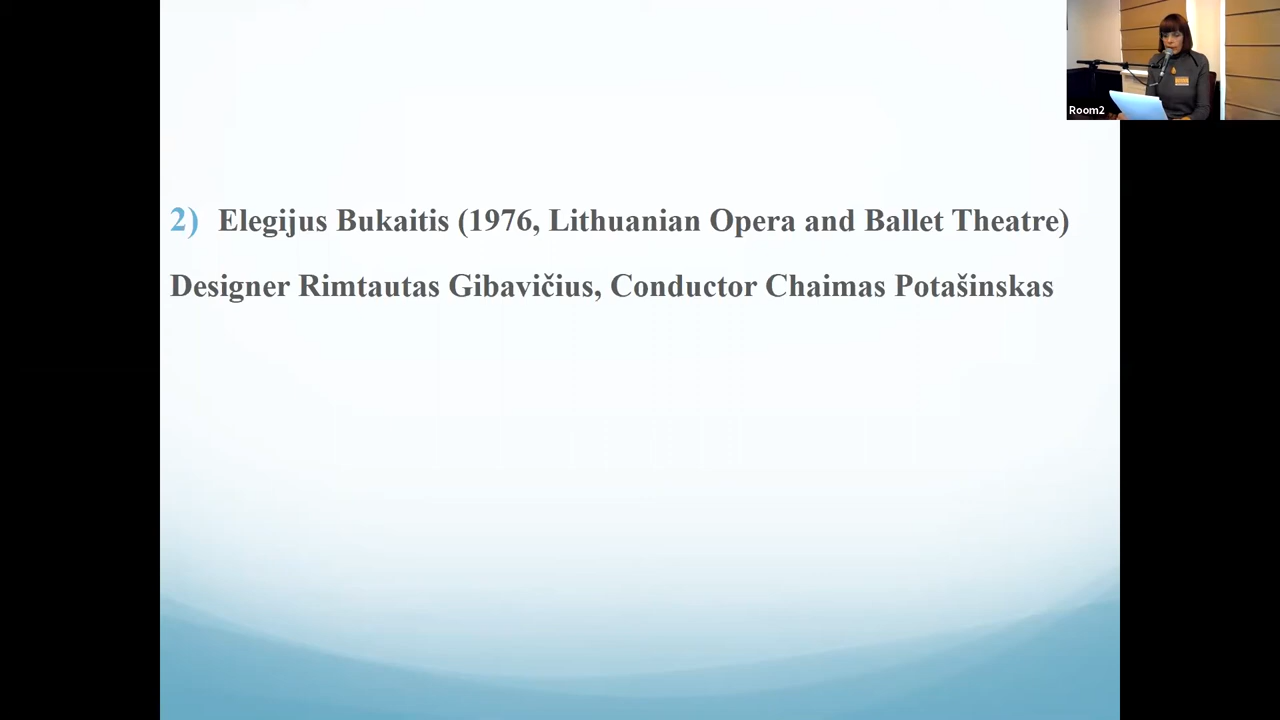 Room2
2) Elegijus Bukaitis (1976, Lithuanian Opera and Ballet Theatre)
Designer Rimtautas Gibavičius, Conductor Chaimas Potašinskas